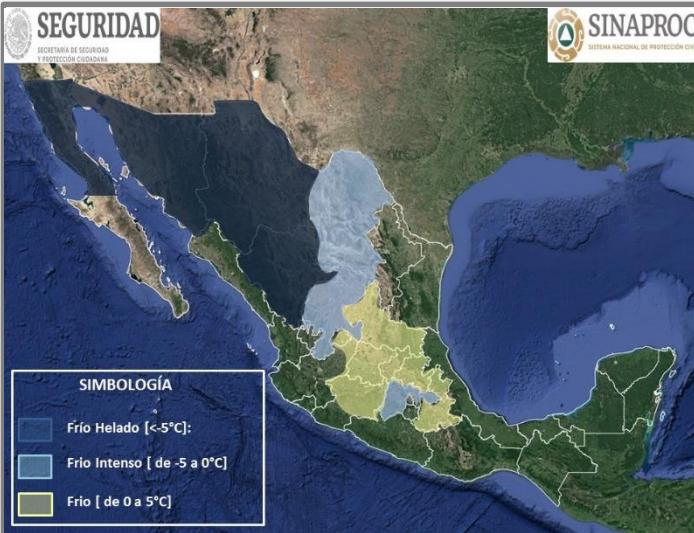 SEGURIDAD
SECRETARÍA DE SEGURIDAD
Y PROTECCIÓN CIUDADANA
SINAPROC
SISTEMA NACIONAL DE PROTECCIÓN CIVI
SIMBOLOGÍA
Frío Helado [<-5°C]:
Frio Intenso [ de -5 a 0°C]
Frio [ de 0 a 5°C]